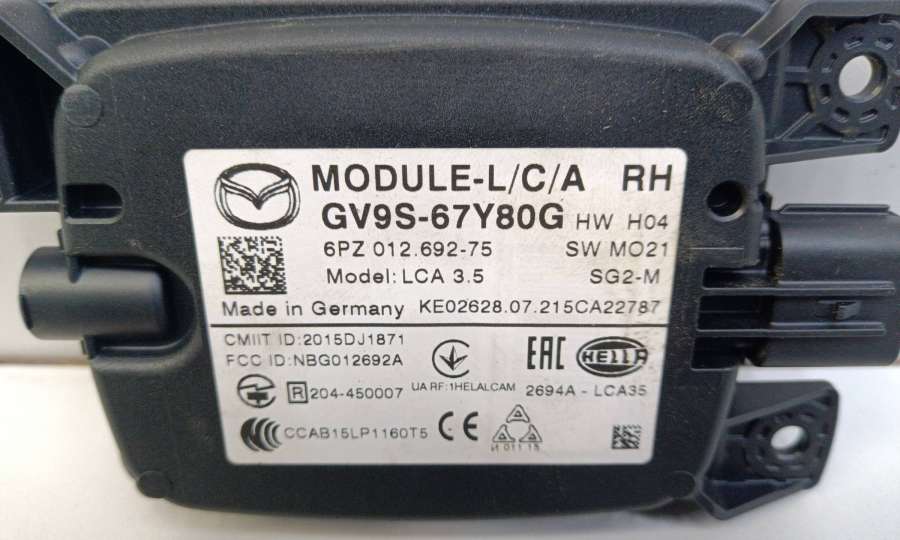 MODULE-L/C/A RH
GV9S-67Y80G HW H04
6PZ 012.692-75 SW MO21
Model: LCA 3.5 SG2-M
Made in Germany KE02628.07.215CA22787
CMIIT ID:2015DJ1871
FCC ID:NBG012692A
EAC HELLA
UA RF:1HELALCAM 2694A - LCA35
R 204-450007
CCAB15LP1160T5 CE